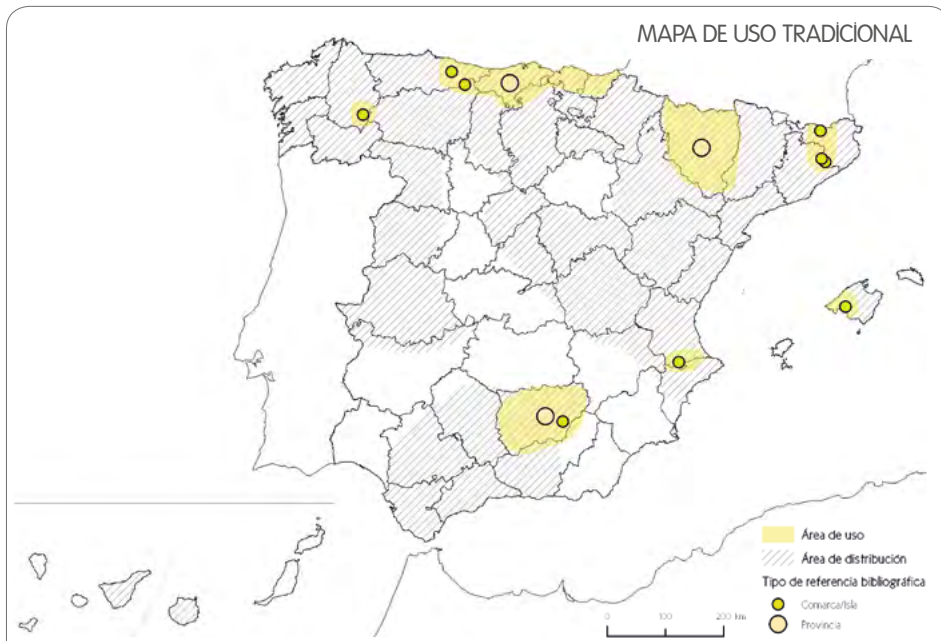 MAPA DE USO TRADICIONAL
Área de uso
Área de distribución
Tipo de referencia bibliográfica
Comarca/Isla
Provincia
0 120 200 km